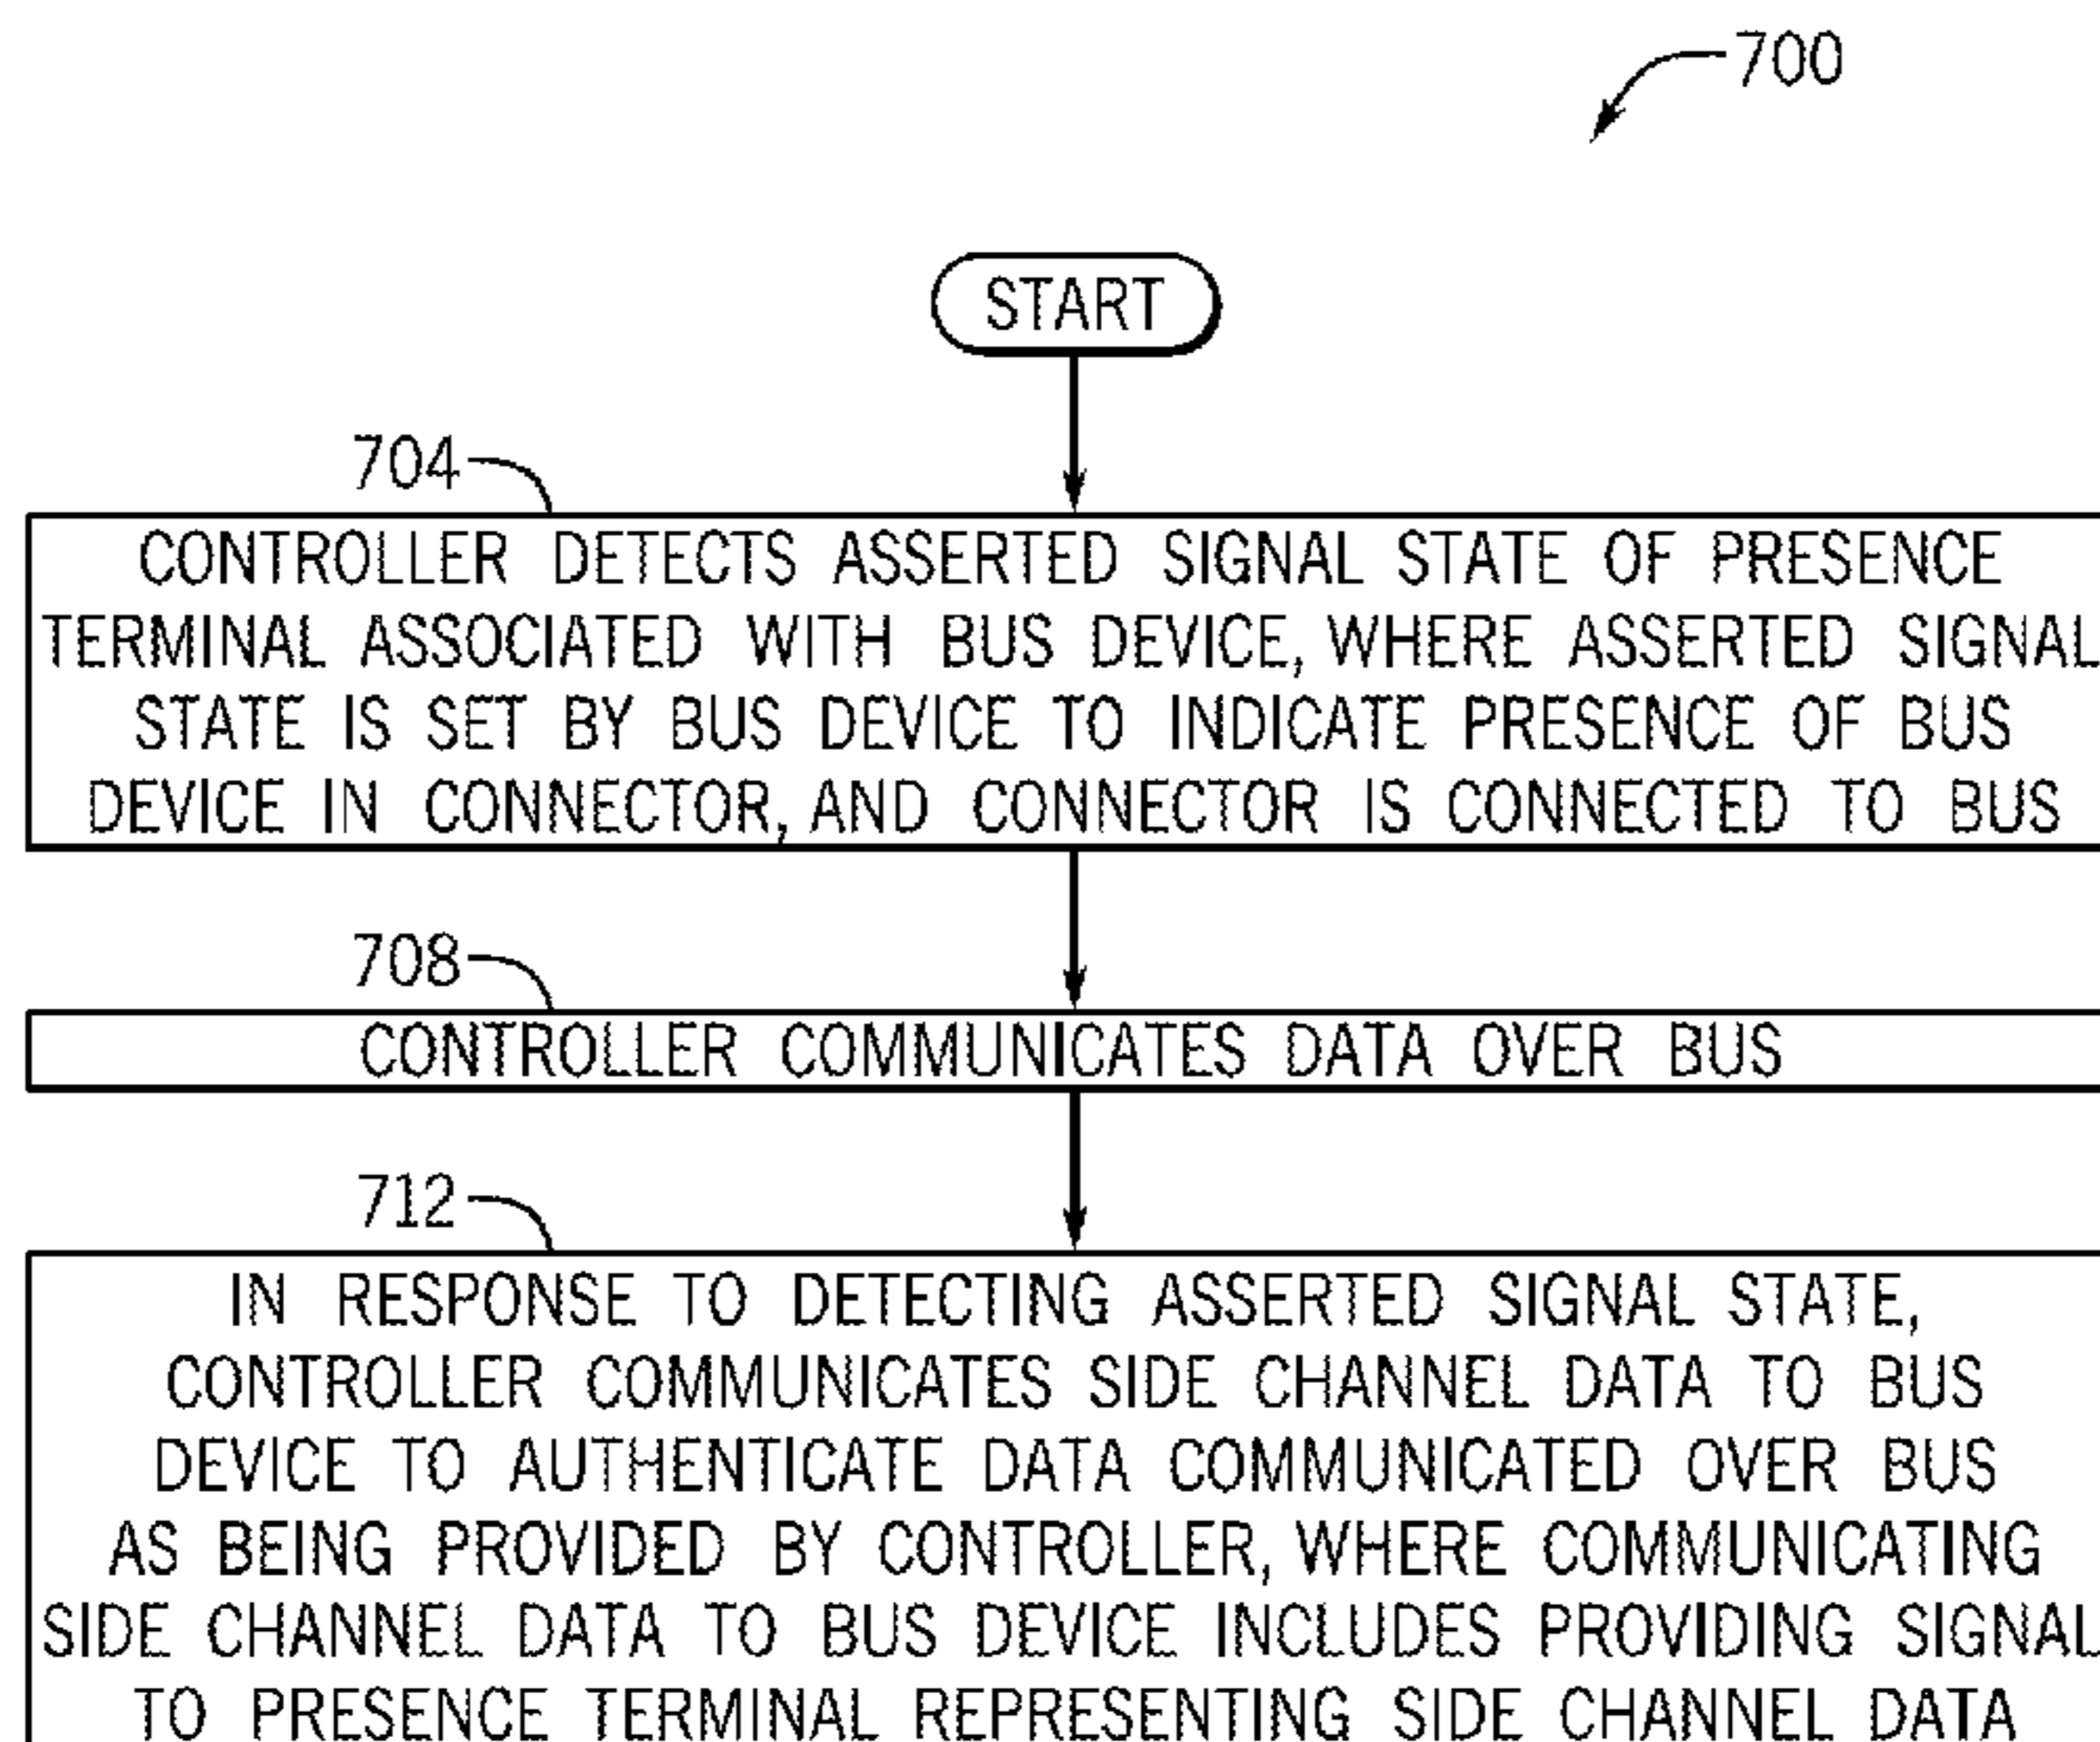 700
START
704
CONTROLLER DETECTS ASSERTED SIGNAL STATE OF PRESENCE
TERMINAL ASSOCIATED WITH BUS DEVICE, WHERE ASSERTED SIGNAL
STATE IS SET BY BUS DEVICE TO INDICATE PRESENCE OF BUS
DEVICE IN CONNECTOR, AND CONNECTOR IS CONNECTED TO BUS
708
CONTROLLER COMMUNICATES DATA OVER BUS
712
IN RESPONSE TO DETECTING ASSERTED SIGNAL STATE,
CONTROLLER COMMUNICATES SIDE CHANNEL DATA TO BUS
DEVICE TO AUTHENTICATE DATA COMMUNICATED OVER BUS
AS BEING PROVIDED BY CONTROLLER, WHERE COMMUNICATING
SIDE CHANNEL DATA TO BUS DEVICE INCLUDES PROVIDING SIGNAL
TO PRESENCE TERMINAL REPRESENTING SIDE CHANNEL DATA